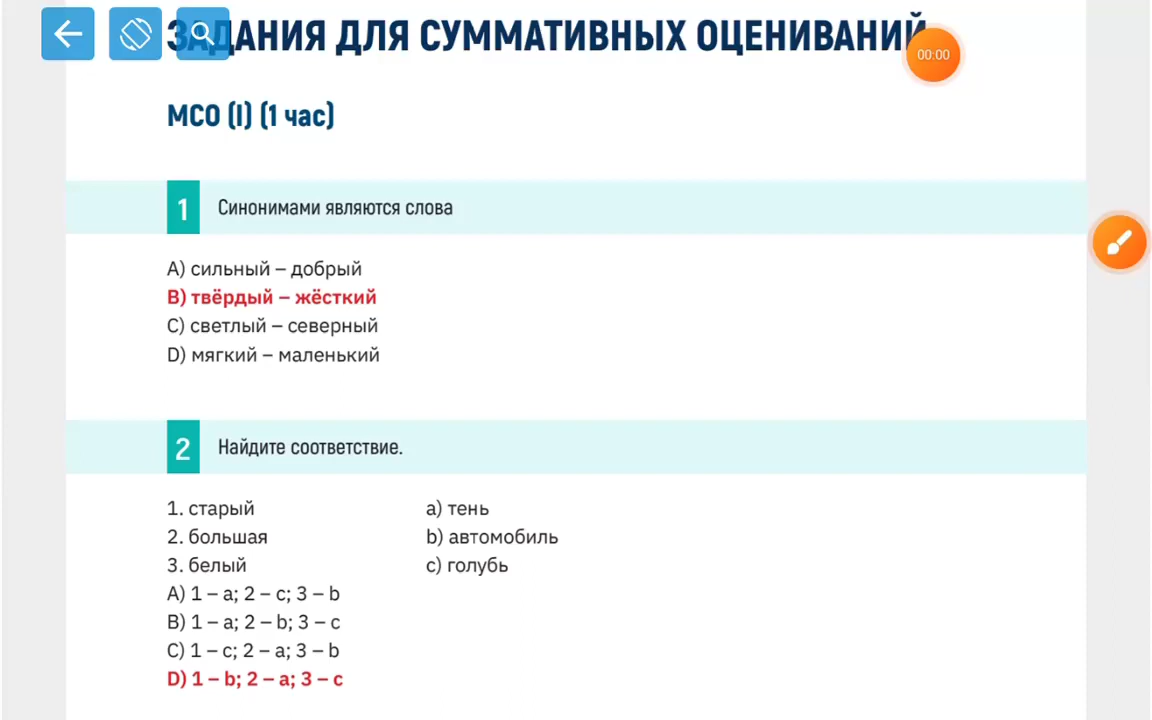 ЗАДАНИЯ ДЛЯ СУММАТИВНЫХ ОЦЕНИВАНИЙ
00:00
МСО (I) (1 час)
1 Синонимами являются слова
A) сильный – добрый
B) твёрдый – жёсткий
C) светлый – северный
D) мягкий – маленький
2 Найдите соответствие.
1. старый a) тень
2. большая b) автомобиль
3. белый c) голубь
A) 1 – a; 2 – c; 3 – b
B) 1 – a; 2 – b; 3 – c
C) 1 – c; 2 – a; 3 – b
D) 1 – b; 2 – a; 3 – c